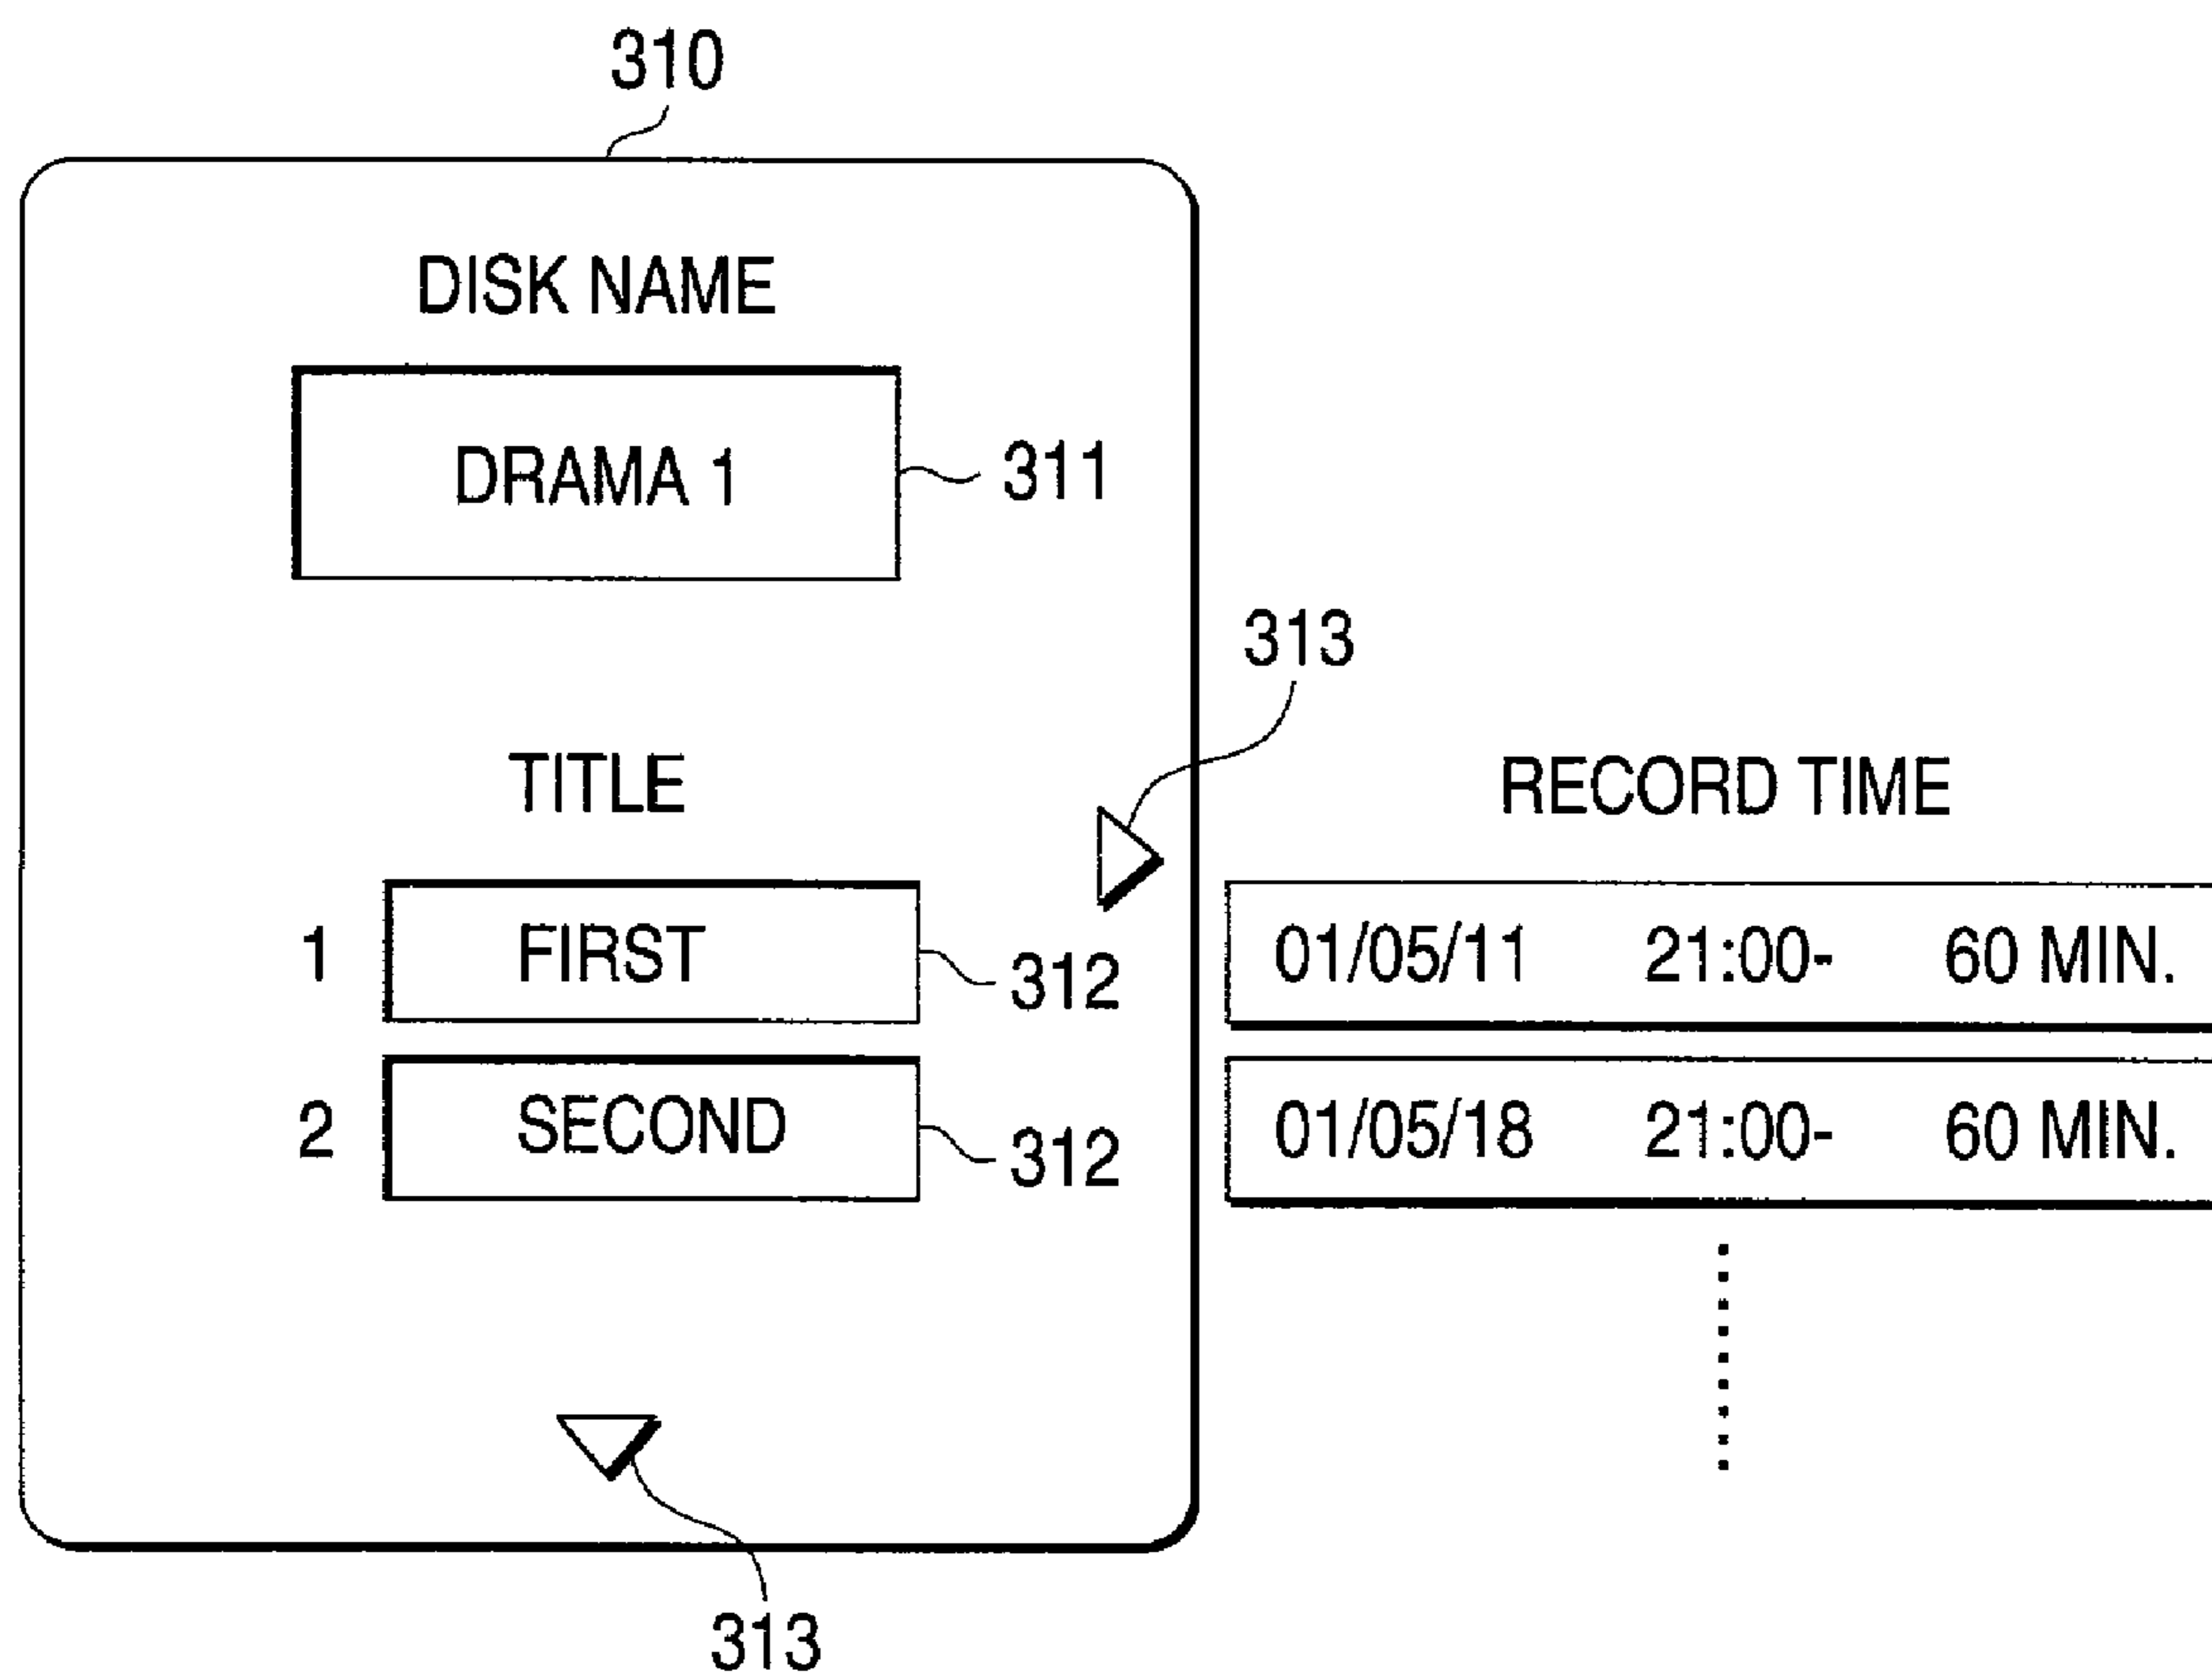 310
DISK NAME
DRAMA 1
311
313
TITLE
RECORD TIME
1 FIRST 312 01/05/11 21:00- 60 MIN.
2 SECOND 312 01/05/18 21:00- 60 MIN.
313